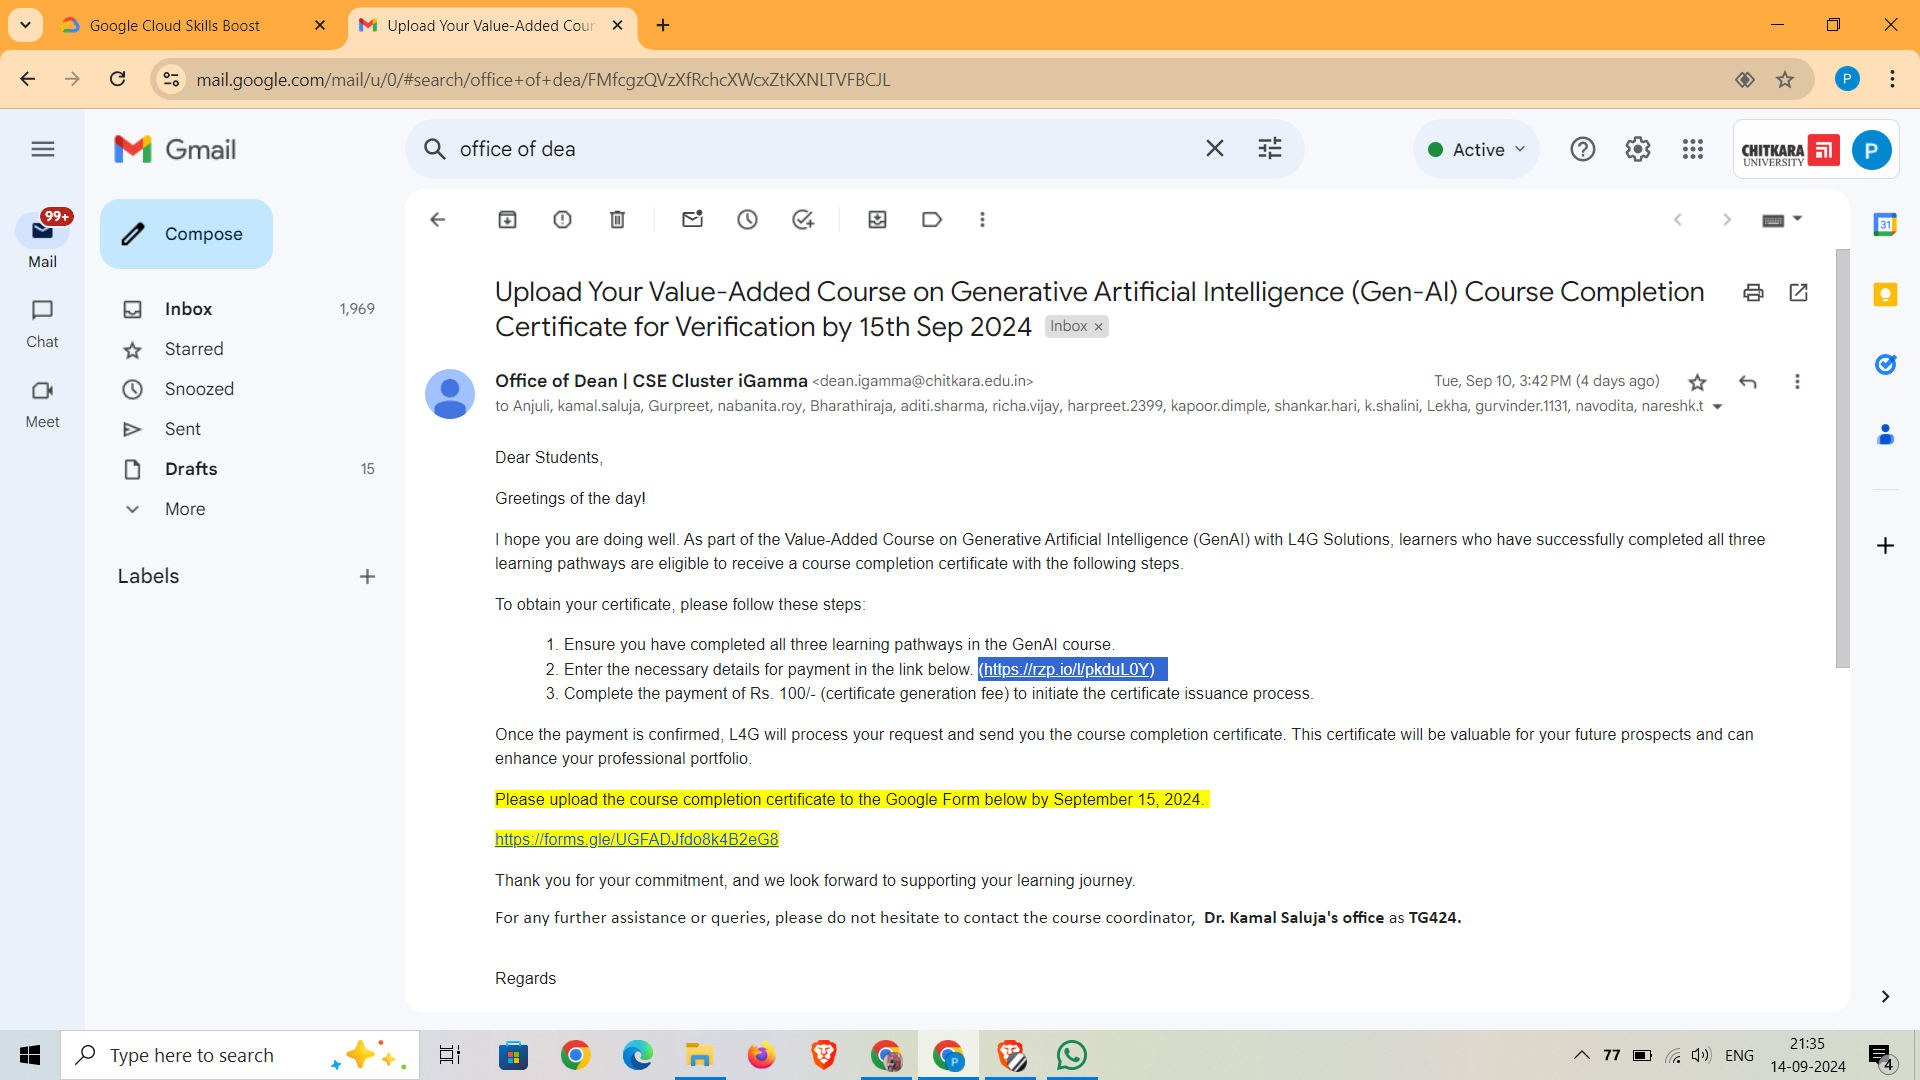 Google Cloud Skills Boost
Upload Your Value-Added Cour
mail.google.com/mail/u/0/#search/office+of+dea/FMfcgzQVzXfRchcXWcxZtKXNLTVFBCJL
P
Gmail
office of dea
Active
CHITKARA
UNIVERSITY
P
99+
Mail
Chat
Meet
Compose
Inbox 1,969
Starred
Snoozed
Sent
Drafts 15
More
Labels
31
Upload Your Value-Added Course on Generative Artificial Intelligence (Gen-AI) Course Completion
Certificate for Verification by 15th Sep 2024 Inbox ×
Office of Dean | CSE Cluster iGamma <dean.igamma@chitkara.edu.in>
Tue, Sep 10, 3:42 PM (4 days ago)
to Anjuli, kamal.saluja, Gurpreet, nabanita.roy, Bharathiraja, aditi.sharma, richa.vijay, harpreet.2399, kapoor.dimple, shankar.hari, k.shalini, Lekha, gurvinder.1131, navodita, nareshk.t
Dear Students,
Greetings of the day!
I hope you are doing well. As part of the Value-Added Course on Generative Artificial Intelligence (GenAI) with L4G Solutions, learners who have successfully completed all three
learning pathways are eligible to receive a course completion certificate with the following steps.
To obtain your certificate, please follow these steps:
1. Ensure you have completed all three learning pathways in the GenAI course.
2. Enter the necessary details for payment in the link below. (https://rzp.io/l/pkduL0Y)
3. Complete the payment of Rs. 100/- (certificate generation fee) to initiate the certificate issuance process.
Once the payment is confirmed, L4G will process your request and send you the course completion certificate. This certificate will be valuable for your future prospects and can
enhance your professional portfolio.
Please upload the course completion certificate to the Google Form below by September 15, 2024.
https://forms.gle/UGFADJfdo8k4B2eG8
Thank you for your commitment, and we look forward to supporting your learning journey.
For any further assistance or queries, please do not hesitate to contact the course coordinator, Dr. Kamal Saluja's office as TG424.
Regards
Type here to search
P
77
ENG
21:35
14-09-2024
4